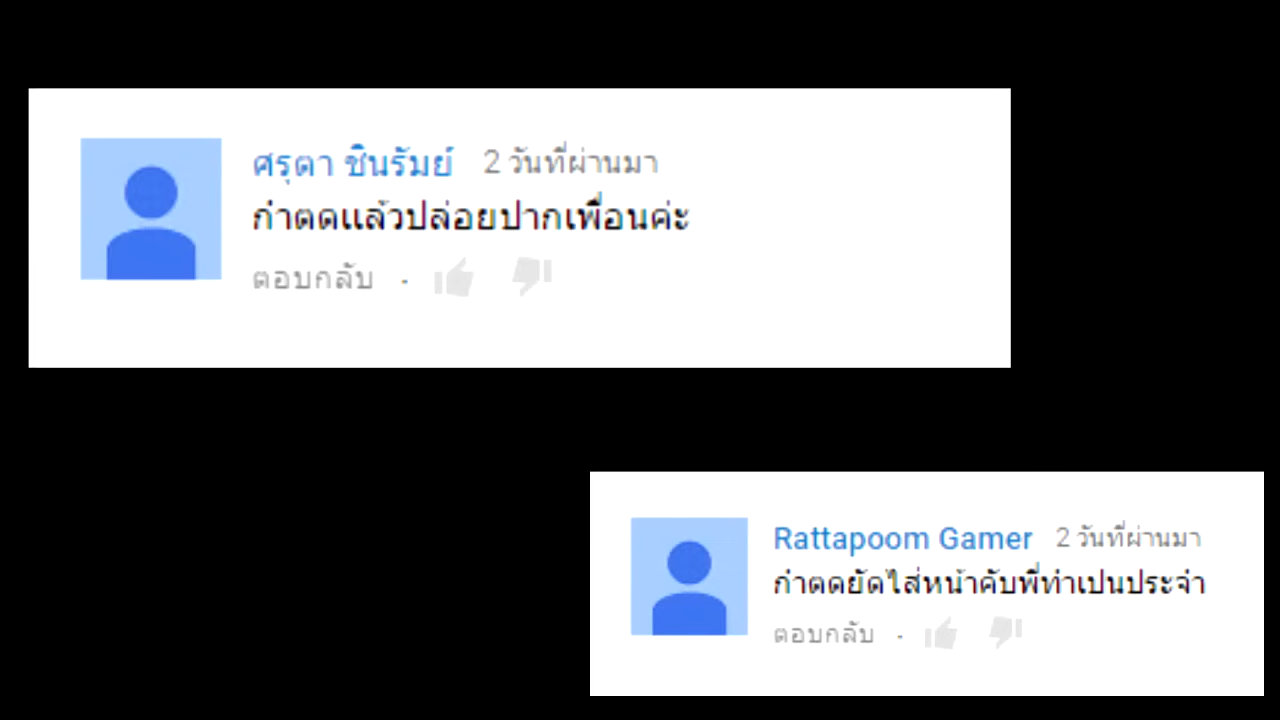 ศรุตา ชินรัมย์ 2 วันที่ผ่านมา
กำตดแล้วปล่อยปากเพื่อนค่ะ
ตอบกลับ -
Rattapoom Gamer 2 วันที่ผ่านมา
กำตดยัดใส่หน้าคับพี่ทำเปนประจำ
ตอบกลับ -